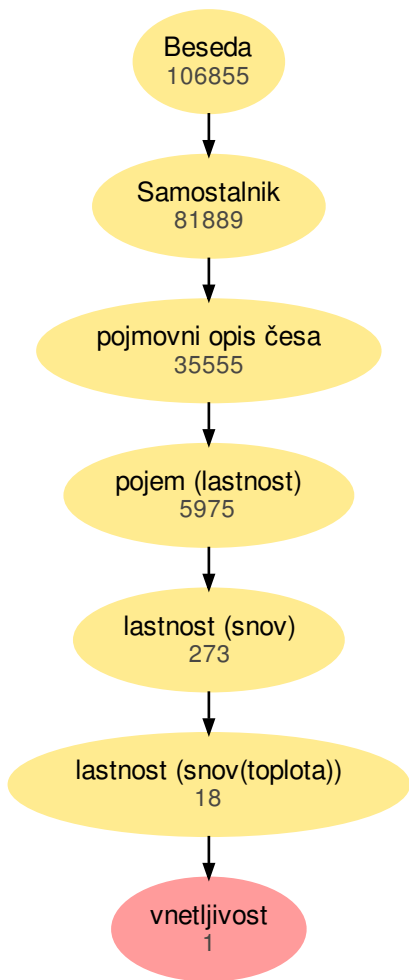 Beseda
106855
Samostalnik
81889
pojmovni opis česa
35555
pojem (lastnost)
5975
lastnost (snov)
273
lastnost (snov(toplota))
18
vnetljivost
1